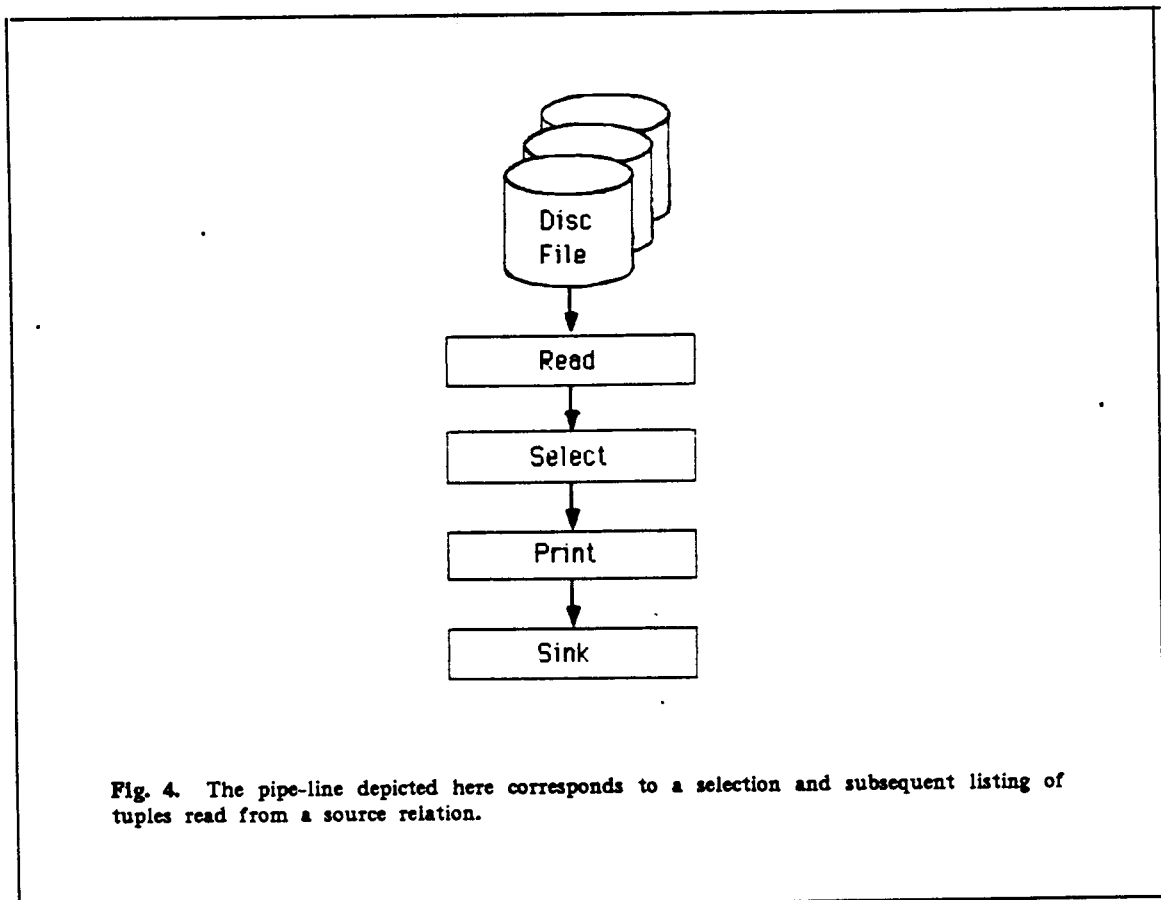 Disc
File
Read
Select
Print
Sink
Fig. 4. The pipe-line depicted here corresponds to a selection and subsequent listing of
tuples read from a source relation.